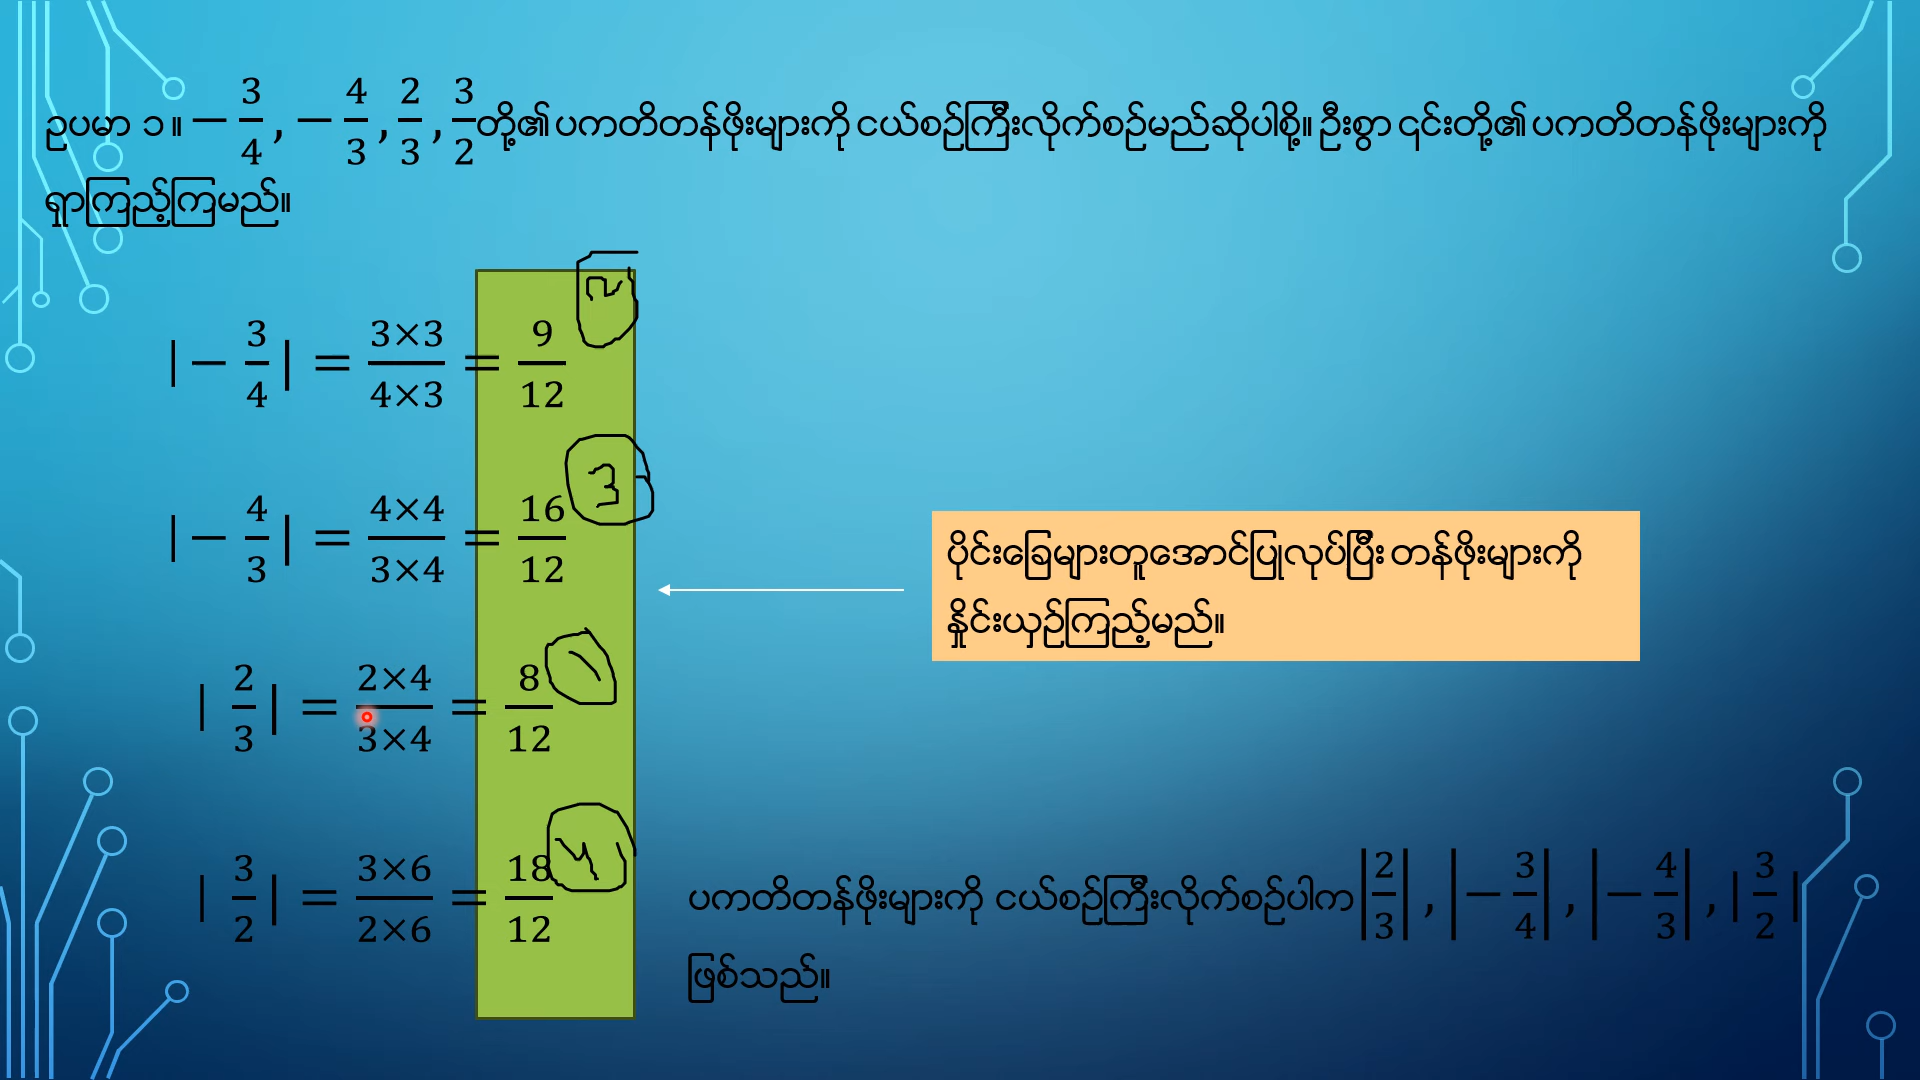 ဥပမာ ၁။ −3/4, −4/3, 2/3, 3/2 တို့၏ ပကတိတန်ဖိုးများကို ငယ်စဉ်ကြီးလိုက်စဉ်မည်ဆိုပါစို့။ ဦးစွာ ၎င်းတို့၏ ပကတိတန်ဖိုးများကို
ရှာကြည့်ကြမည်။
2
|− 3/4| = 3×3/4×3 = 9/12
3
|− 4/3| = 4×4/3×4 = 16/12
ပိုင်းခြေများတူအောင်ပြုလုပ်ပြီး တန်ဖိုးများကို
နှိုင်းယှဉ်ကြည့်မည်။
| 2/3| = 2×4/3×4 = 8/12
| 3/2| = 3×6/2×6 = 18/12
4
ပကတိတန်ဖိုးများကို ငယ်စဉ်ကြီးလိုက်စဉ်ပါက |2/3|, |− 3/4|, |− 4/3|, | 3/2|
ဖြစ်သည်။